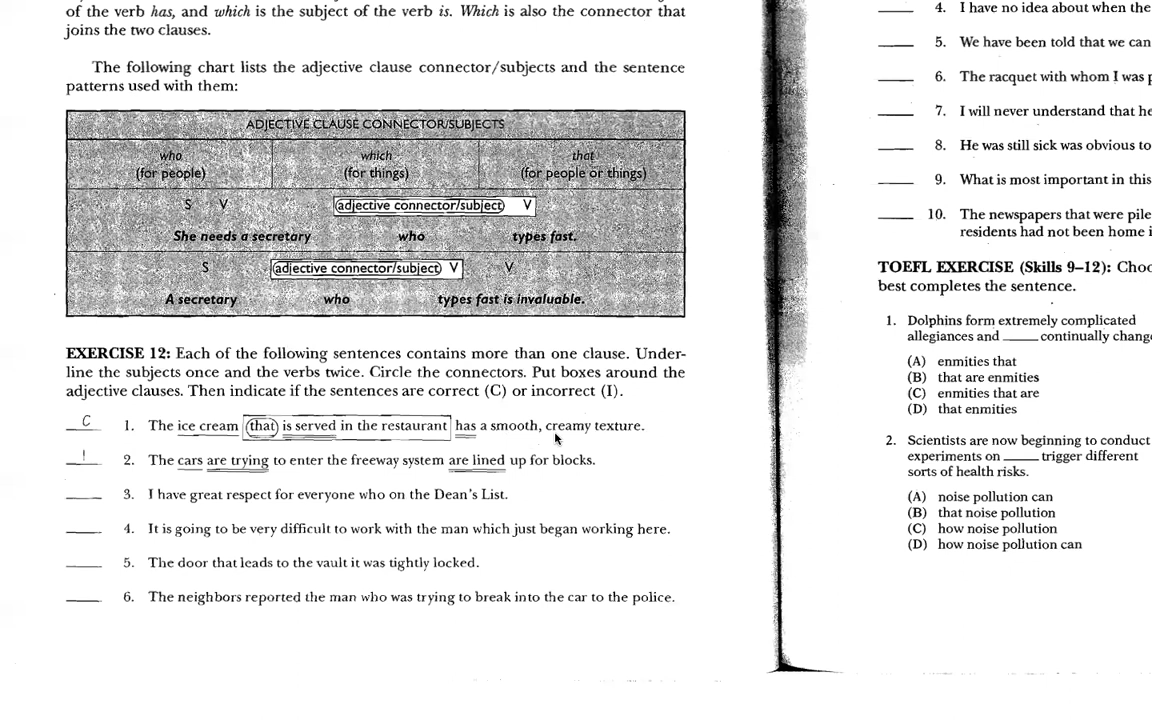 of the verb has, and which is the subject of the verb is. Which is also the connector that
joins the two clauses.
The following chart lists the adjective clause connector/subjects and the sentence
patterns used with them:
ADJECTIVE CLAUSE CONNECTOR/SUBJECTS
who which that
(for people) (for things) (for people or things)
S V (adjective connector/subject) V
She needs a secretary who types fast.
S (adjective connector/subject) V V
A secretary who types fast is invaluable.
EXERCISE 12: Each of the following sentences contains more than one clause. Under-
line the subjects once and the verbs twice. Circle the connectors. Put boxes around the
adjective clauses. Then indicate if the sentences are correct (C) or incorrect (I).
C 1. The ice cream (that) is served in the restaurant has a smooth, creamy texture.
I 2. The cars are trying to enter the freeway system are lined up for blocks.
____ 3. I have great respect for everyone who on the Dean's List.
____ 4. It is going to be very difficult to work with the man which just began working here.
____ 5. The door that leads to the vault it was tightly locked.
____ 6. The neighbors reported the man who was trying to break into the car to the police.
____ 4. I have no idea about when the
____ 5. We have been told that we can
____ 6. The racquet with whom I was
____ 7. I will never understand that he
____ 8. He was still sick was obvious to
____ 9. What is most important in this
____ 10. The newspapers that were pile
residents had not been home i
TOEFL EXERCISE (Skills 9–12): Choo
best completes the sentence.
1. Dolphins form extremely complicated
allegiances and ____ continually change
(A) enmities that
(B) that are enmities
(C) enmities that are
(D) that enmities
2. Scientists are now beginning to conduct
experiments on ____ trigger different
sorts of health risks.
(A) noise pollution can
(B) that noise pollution
(C) how noise pollution
(D) how noise pollution can